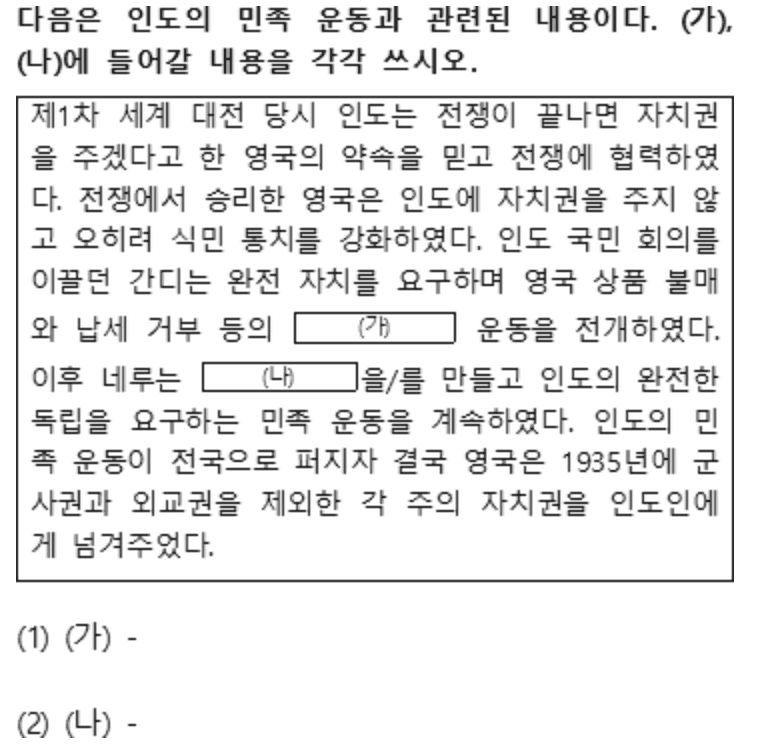 다음은 인도의 민족 운동과 관련된 내용이다. (가),
(나)에 들어갈 내용을 각각 쓰시오.
제1차 세계 대전 당시 인도는 전쟁이 끝나면 자치권
을 주겠다고 한 영국의 약속을 믿고 전쟁에 협력하였
다. 전쟁에서 승리한 영국은 인도에 자치권을 주지 않
고 오히려 식민 통치를 강화하였다. 인도 국민 회의를
이끌던 간디는 완전 자치를 요구하며 영국 상품 불매
와 납세 거부 등의 (가) 운동을 전개하였다.
이후 네루는 (나) 을/를 만들고 인도의 완전한
독립을 요구하는 민족 운동을 계속하였다. 인도의 민
족 운동이 전국으로 퍼지자 결국 영국은 1935년에 군
사권과 외교권을 제외한 각 주의 자치권을 인도인에
게 넘겨주었다.
(1) (가) -
(2) (나) -